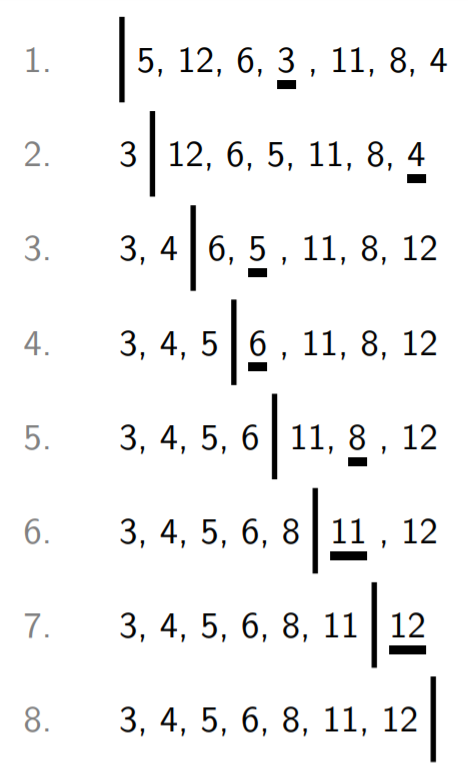 1. | 5, 12, 6, 3 , 11, 8, 4
2. 3 | 12, 6, 5, 11, 8, 4
3. 3, 4 | 6, 5 , 11, 8, 12
4. 3, 4, 5 | 6 , 11, 8, 12
5. 3, 4, 5, 6 | 11, 8 , 12
6. 3, 4, 5, 6, 8 | 11 , 12
7. 3, 4, 5, 6, 8, 11 | 12
8. 3, 4, 5, 6, 8, 11, 12 |